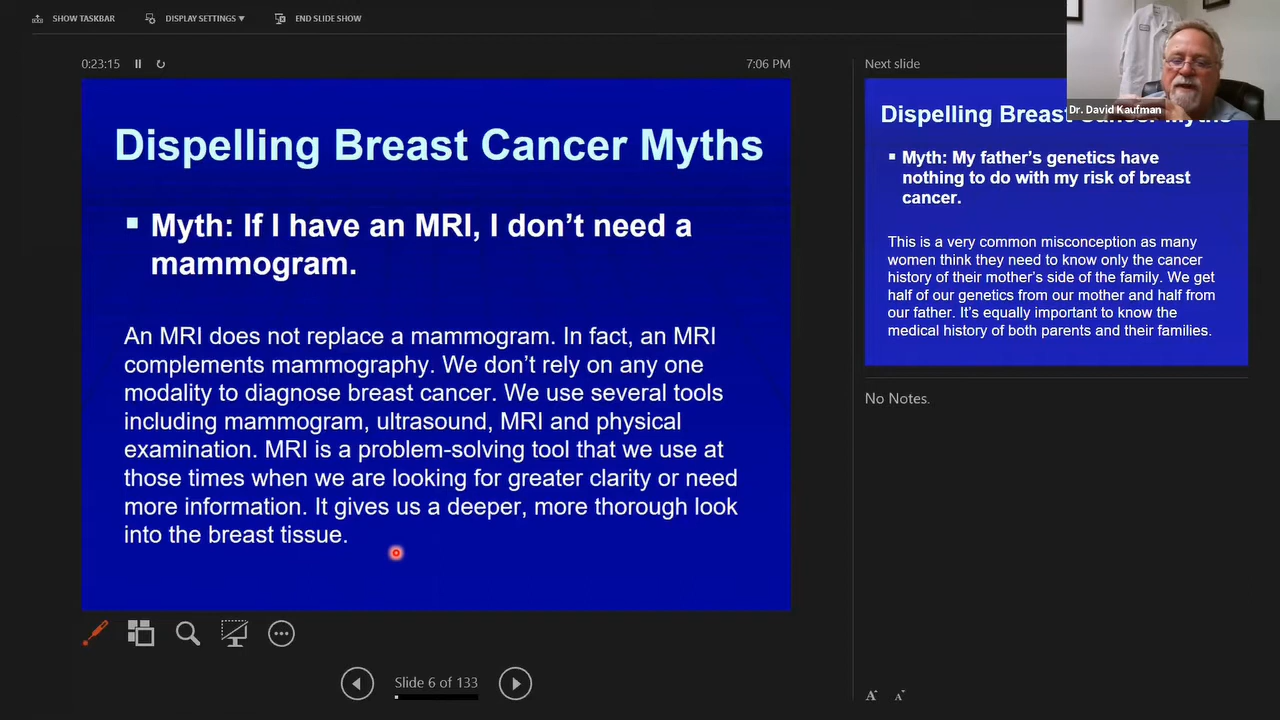 SHOW TASKBAR
DISPLAY SETTINGS ▼
END SLIDE SHOW
0:23:15
7:06 PM
Dispelling Breast Cancer Myths
▪ Myth: If I have an MRI, I don’t need a
mammogram.
An MRI does not replace a mammogram. In fact, an MRI
complements mammography. We don’t rely on any one
modality to diagnose breast cancer. We use several tools
including mammogram, ultrasound, MRI and physical
examination. MRI is a problem-solving tool that we use at
those times when we are looking for greater clarity or need
more information. It gives us a deeper, more thorough look
into the breast tissue.
Slide 6 of 133
Next slide
Dr. David Kaufman
Dispelling Breast Cancer Myths
▪ Myth: My father’s genetics have
nothing to do with my risk of breast
cancer.
This is a very common misconception as many
women think they need to know only the cancer
history of their mother’s side of the family. We get
half of our genetics from our mother and half from
our father. It’s equally important to know the
medical history of both parents and their families.
No Notes.
A A